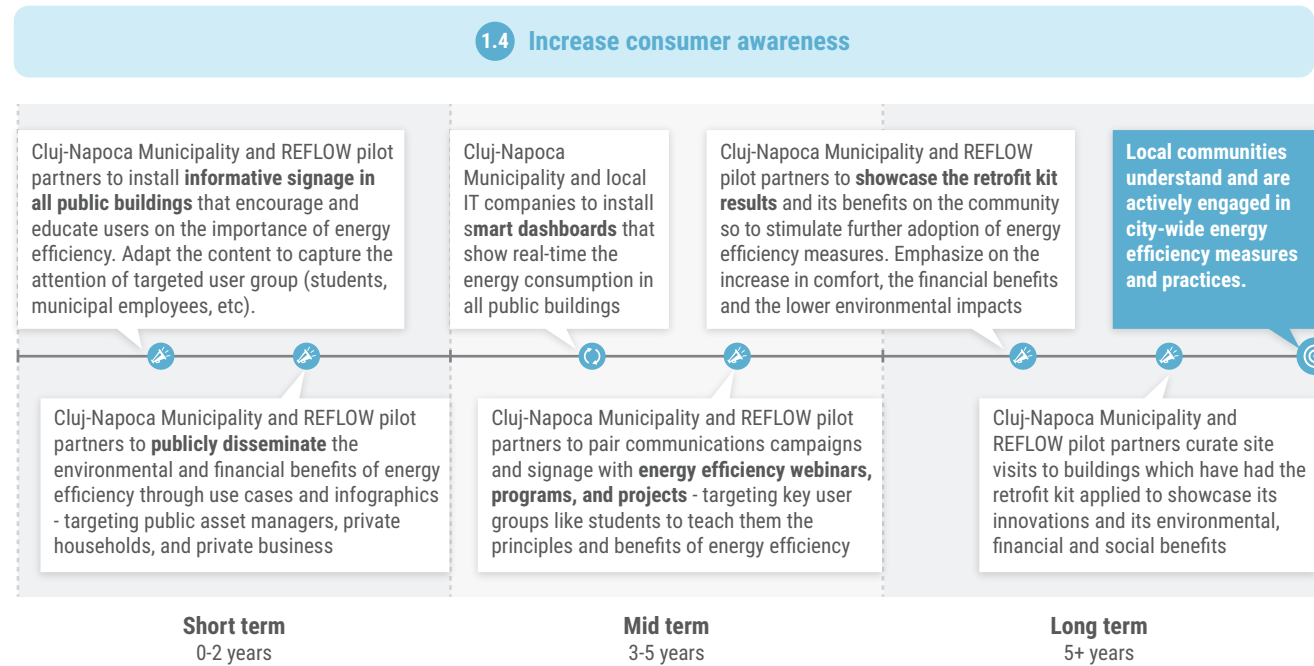 1.4 Increase consumer awareness
Cluj-Napoca Municipality and REFLOW pilot
partners to install informative signage in
all public buildings that encourage and
educate users on the importance of energy
efficiency. Adapt the content to capture the
attention of targeted user group (students,
municipal employees, etc).
Cluj-Napoca
Municipality and local
IT companies to install
smart dashboards that
show real-time the
energy consumption in
all public buildings
Cluj-Napoca Municipality and REFLOW
pilot partners to showcase the retrofit kit
results and its benefits on the community
so to stimulate further adoption of energy
efficiency measures. Emphasize on the
increase in comfort, the financial benefits
and the lower environmental impacts
Local communities
understand and are
actively engaged in
city-wide energy
efficiency measures
and practices.
Cluj-Napoca Municipality and REFLOW pilot
partners to publicly disseminate the
environmental and financial benefits of energy
efficiency through use cases and infographics
- targeting public asset managers, private
households, and private business
Cluj-Napoca Municipality and REFLOW pilot
partners to pair communications campaigns
and signage with energy efficiency webinars,
programs, and projects - targeting key user
groups like students to teach them the
principles and benefits of energy efficiency
Cluj-Napoca Municipality and
REFLOW pilot partners curate site
visits to buildings which have had the
retrofit kit applied to showcase its
innovations and its environmental,
financial and social benefits
Short term
0-2 years
Mid term
3-5 years
Long term
5+ years